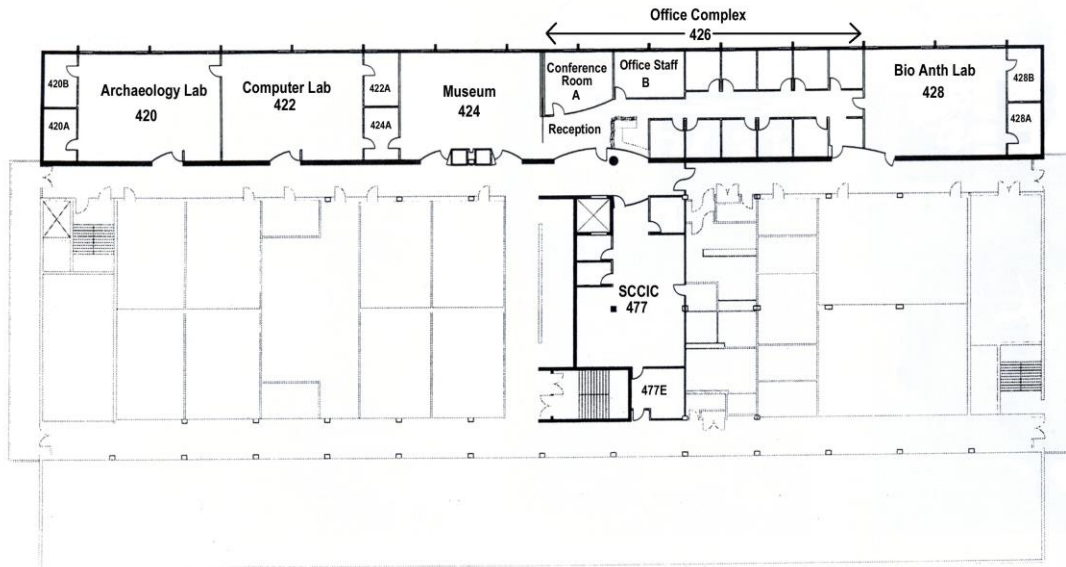 Office Complex
426
420B
420A
Archaeology Lab
420
Computer Lab
422
422A
424A
Museum
424
Conference
Room
A
Office Staff
B
Reception
Bio Anth Lab
428
428B
428A
SCCIC
477
477E